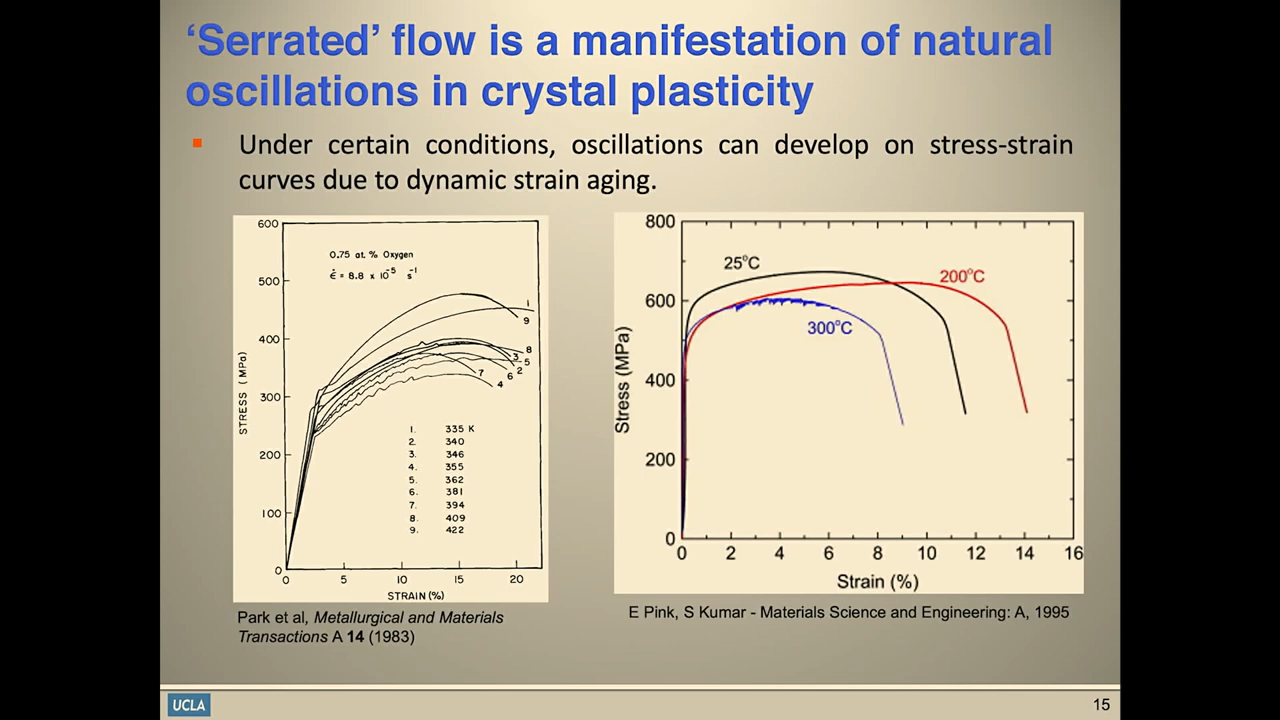 ‘Serrated’ flow is a manifestation of natural
oscillations in crystal plasticity
▪ Under certain conditions, oscillations can develop on stress-strain
curves due to dynamic strain aging.
600
500
400
300
200
100
0
STRESS (MPa)
0.75 at. % Oxygen
ε̇ = 8.8 x 10⁻⁵ s⁻¹
1
9
8
3
5
2
6
7
4
1. 335 K
2. 340
3. 346
4. 355
5. 362
6. 381
7. 394
8. 409
9. 422
0 5 10 15 20
STRAIN (%)
Park et al, Metallurgical and Materials
Transactions A 14 (1983)
800
600
400
200
0
Stress (MPa)
25°C
200°C
300°C
0 2 4 6 8 10 12 14 16
Strain (%)
E Pink, S Kumar - Materials Science and Engineering: A, 1995
UCLA
15